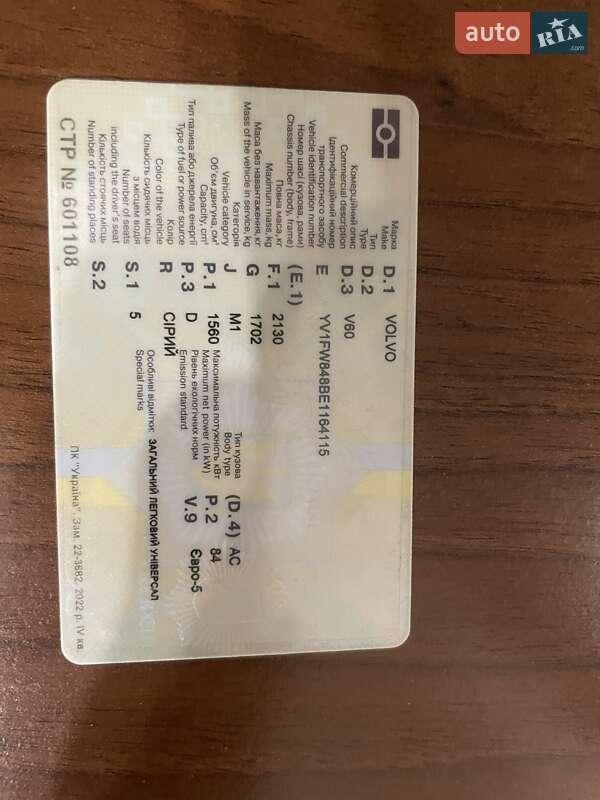 auto RIA .com
Марка
Make D.1 VOLVO
Тип
Type D.2
Комерційний опис
Commercial description D.3 V60
Ідентифікаційний номер
транспортного засобу
Vehicle identification number E YV1FW848BE1164115
Номер шасі (кузова, рами)
Chassis number (body, frame) (E.1)
Повна маса, кг
Maximum mass, kg F.1 2130
Маса без навантаження, кг
Mass of the vehicle in service, kg G 1702
Категорія
Vehicle category J M1
Тип кузова
Body type (D.4) AC
Об'єм двигуна, см³
Capacity, cm³ P.1 1560
Максимальна потужність кВт
Maximum net power (in kW) P.2 84
Тип палива або джерела енергії
Type of fuel or power source P.3 D
Рівень екологічних норм
Emission standard V.9 Євро-5
Колір
Color of the vehicle R СІРИЙ
Кількість сидячих місць
з місцем водія
Number of seats
including the driver's seat S.1 5
Особливі відмітки: ЗАГАЛЬНИЙ ЛЕГКОВИЙ УНІВЕРСАЛ
Special marks
Кількість стоячих місць
Number of standing places S.2
СТР № 601108
ПК "Україна", Зам. 22-3682, 2022 р. IV кв.